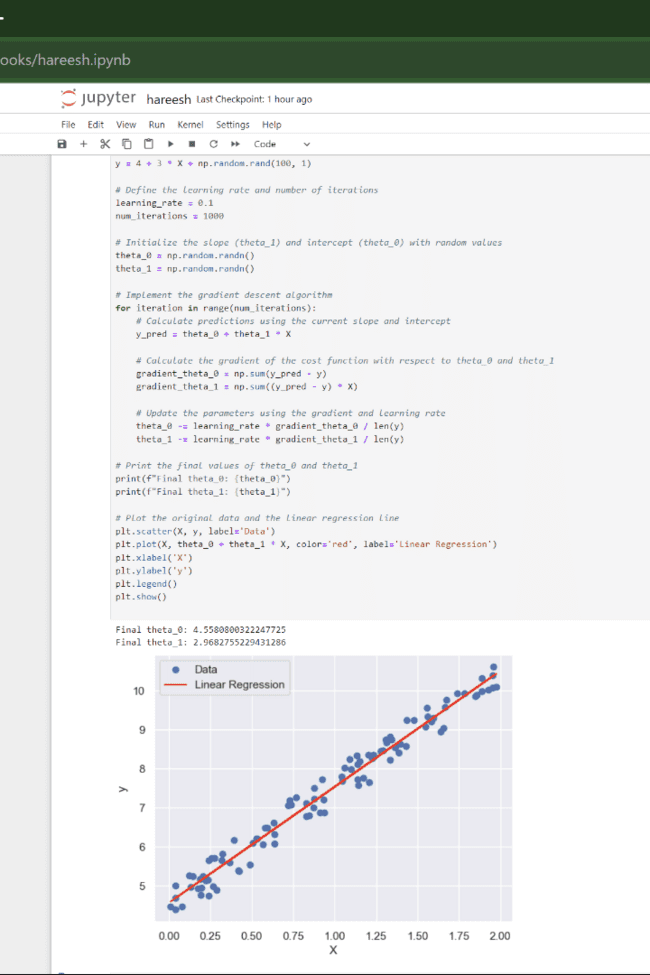 ooks/hareesh.ipynb
jupyter hareesh Last Checkpoint: 1 hour ago
File Edit View Run Kernel Settings Help
Code
y = 4 + 3 * X + np.random.rand(100, 1)
# Define the learning rate and number of iterations
learning_rate = 0.1
num_iterations = 1000
# Initialize the slope (theta_1) and intercept (theta_0) with random values
theta_0 = np.random.randn()
theta_1 = np.random.randn()
# Implement the gradient descent algorithm
for iteration in range(num_iterations):
# Calculate predictions using the current slope and intercept
y_pred = theta_0 + theta_1 * X
# Calculate the gradient of the cost function with respect to theta_0 and theta_1
gradient_theta_0 = np.sum(y_pred - y)
gradient_theta_1 = np.sum((y_pred - y) * X)
# Update the parameters using the gradient and learning rate
theta_0 -= learning_rate * gradient_theta_0 / len(y)
theta_1 -= learning_rate * gradient_theta_1 / len(y)
# Print the final values of theta_0 and theta_1
print(f"Final theta_0: {theta_0}")
print(f"Final theta_1: {theta_1}")
# Plot the original data and the linear regression line
plt.scatter(X, y, label='Data')
plt.plot(X, theta_0 + theta_1 * X, color='red', label='Linear Regression')
plt.xlabel('X')
plt.ylabel('y')
plt.legend()
plt.show()
Final theta_0: 4.5580800322247725
Final theta_1: 2.9682755229431286
Data
Linear Regression
10
9
8
7
6
5
y
0.00 0.25 0.50 0.75 1.00 1.25 1.50 1.75 2.00
X